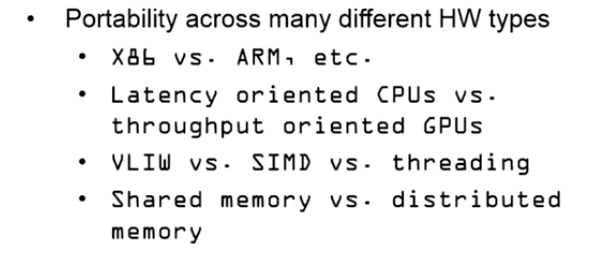 • Portability across many different HW types
• X86 vs. ARM, etc.
• Latency oriented CPUs vs.
throughput oriented GPUs
• VLIW vs. SIMD vs. threading
• Shared memory vs. distributed
memory